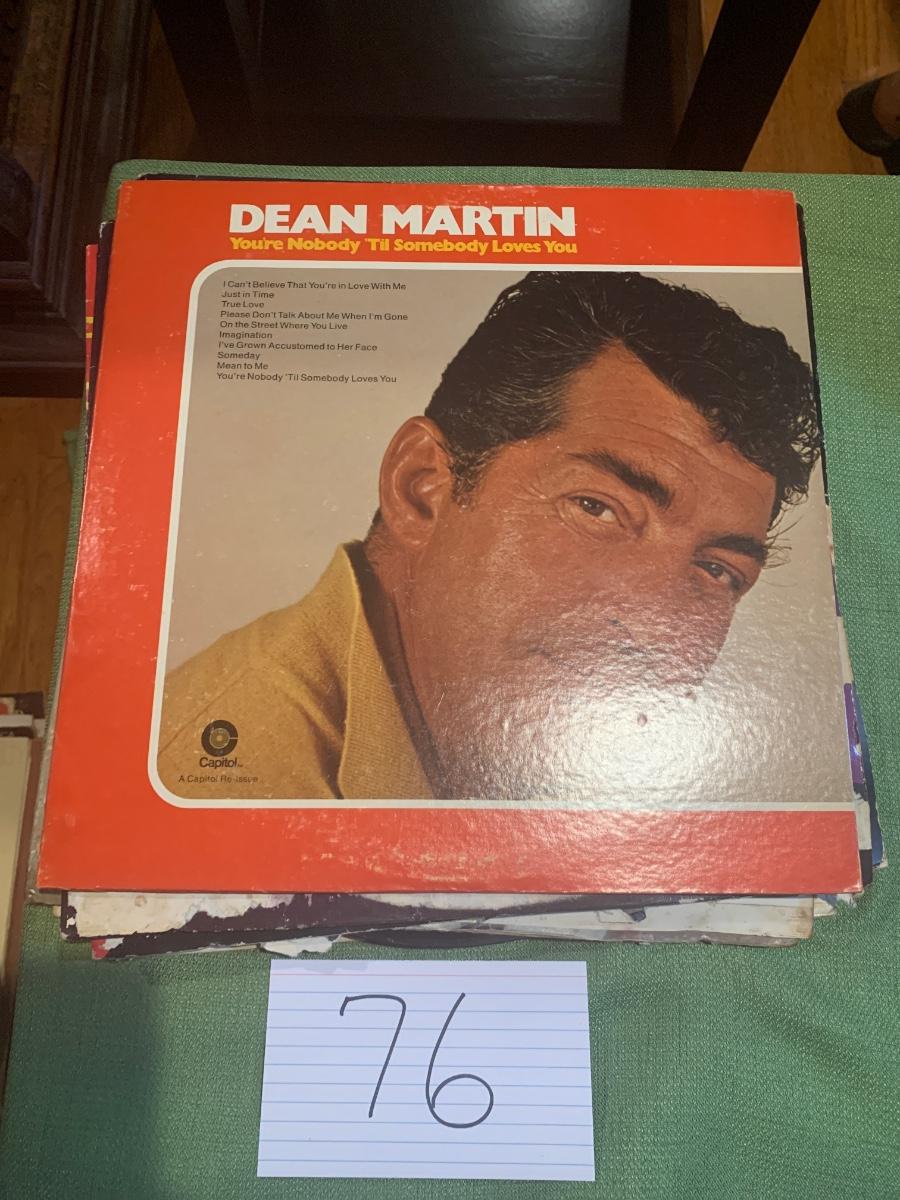 DEAN MARTIN
You're Nobody 'Til Somebody Loves You
I Can't Believe That You're in Love With Me
Just in Time
True Love
Please Don't Talk About Me When I'm Gone
On the Street Where You Live
Imagination
I've Grown Accustomed to Her Face
Someday
Mean to Me
You're Nobody 'Til Somebody Loves You
Capitol
A Capitol Re-Issue
76